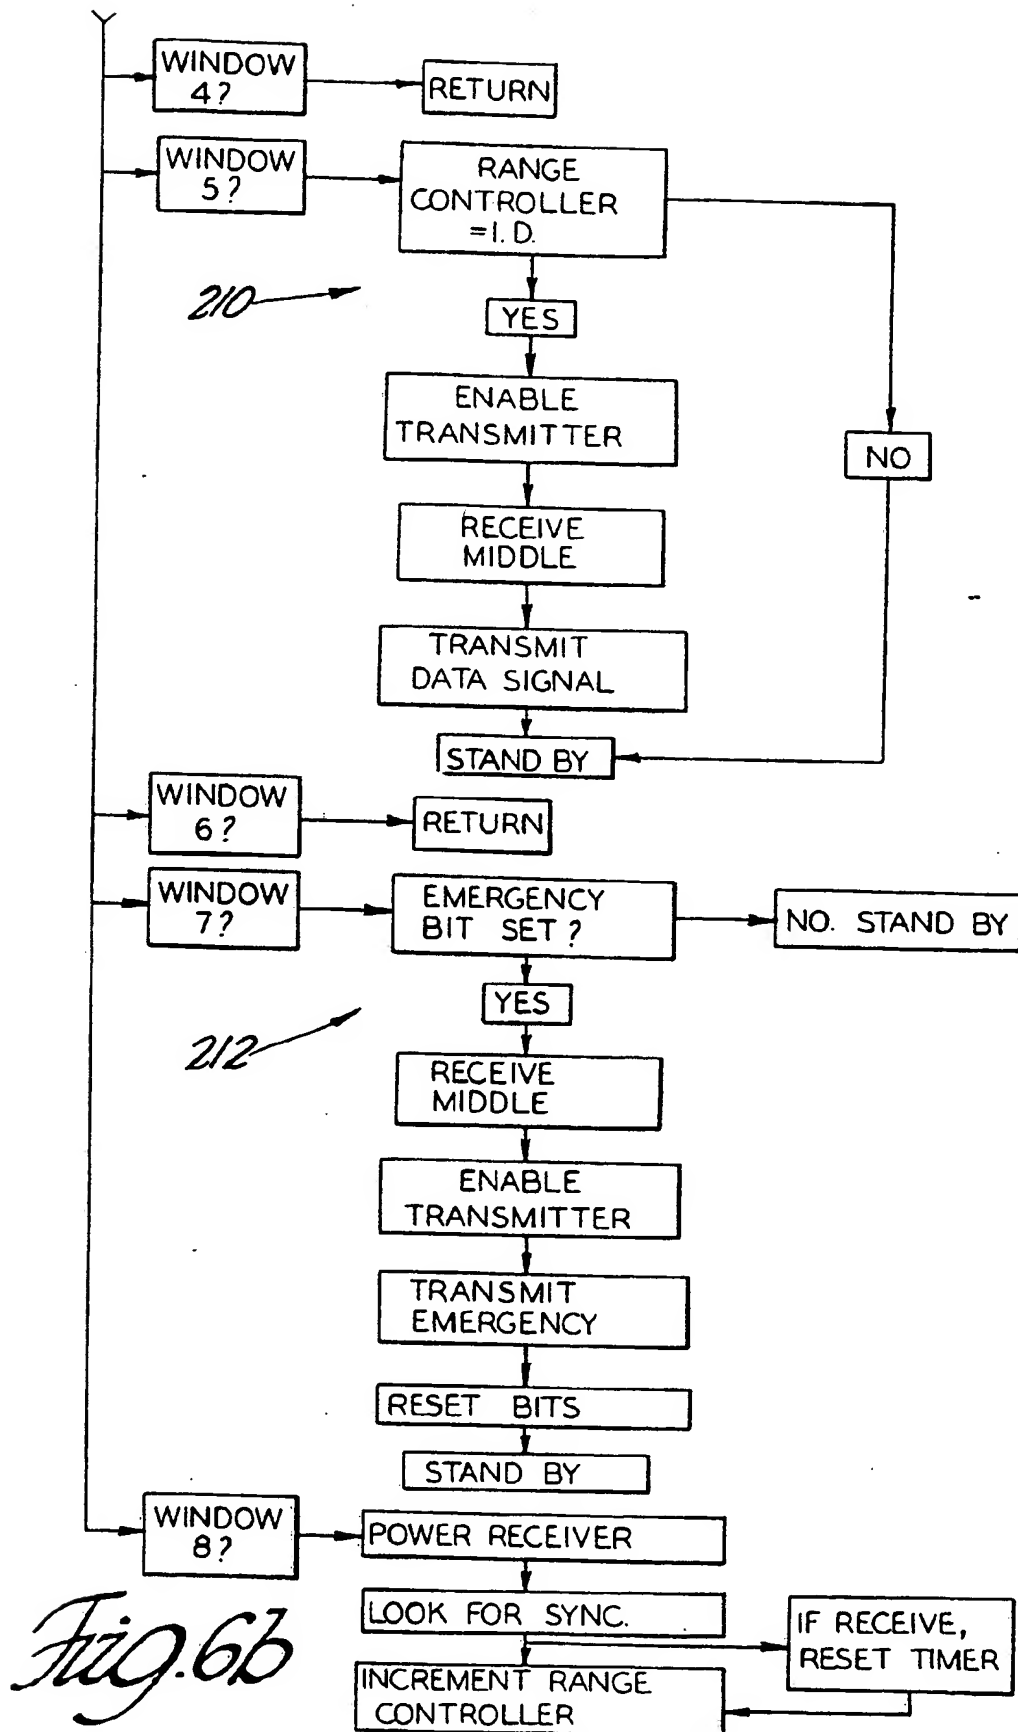 WINDOW
4?
RETURN
WINDOW
5?
RANGE
CONTROLLER
=I.D.
210
YES
ENABLE
TRANSMITTER
NO
RECEIVE
MIDDLE
TRANSMIT
DATA SIGNAL
STAND BY
WINDOW
6?
RETURN
WINDOW
7?
EMERGENCY
BIT SET?
NO. STAND BY
YES
212
RECEIVE
MIDDLE
ENABLE
TRANSMITTER
TRANSMIT
EMERGENCY
RESET BITS
STAND BY
WINDOW
8?
POWER RECEIVER
LOOK FOR SYNC.
IF RECEIVE,
RESET TIMER
INCREMENT RANGE
CONTROLLER
Fig.6b